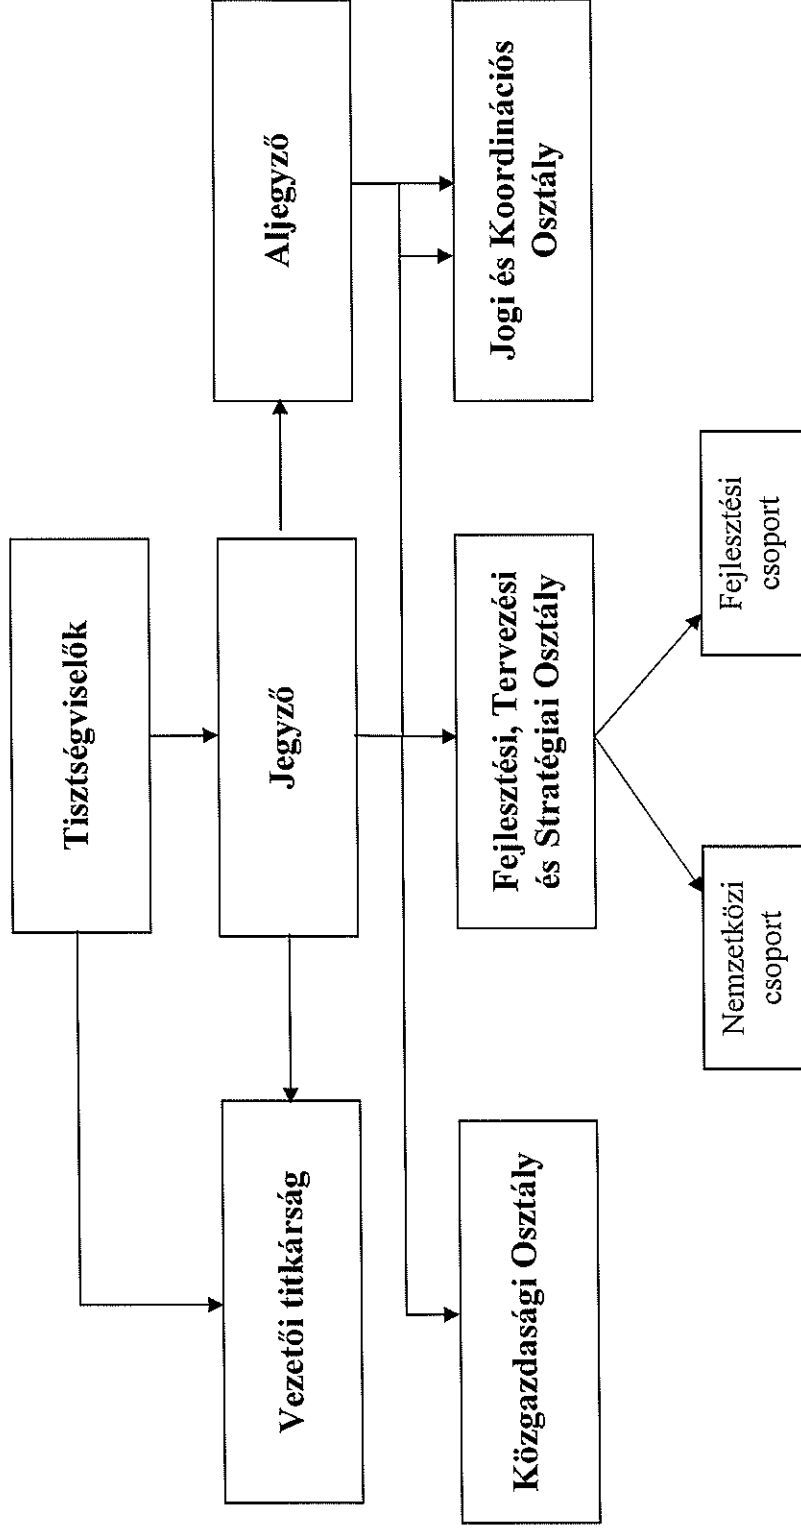 Tisztségviselők
Vezetői titkárság
Jegyző
Aljegyző
Közgazdasági Osztály
Fejlesztési, Tervezési
és Stratégiai Osztály
Jogi és Koordinációs
Osztály
Nemzetközi
csoport
Fejlesztési
csoport